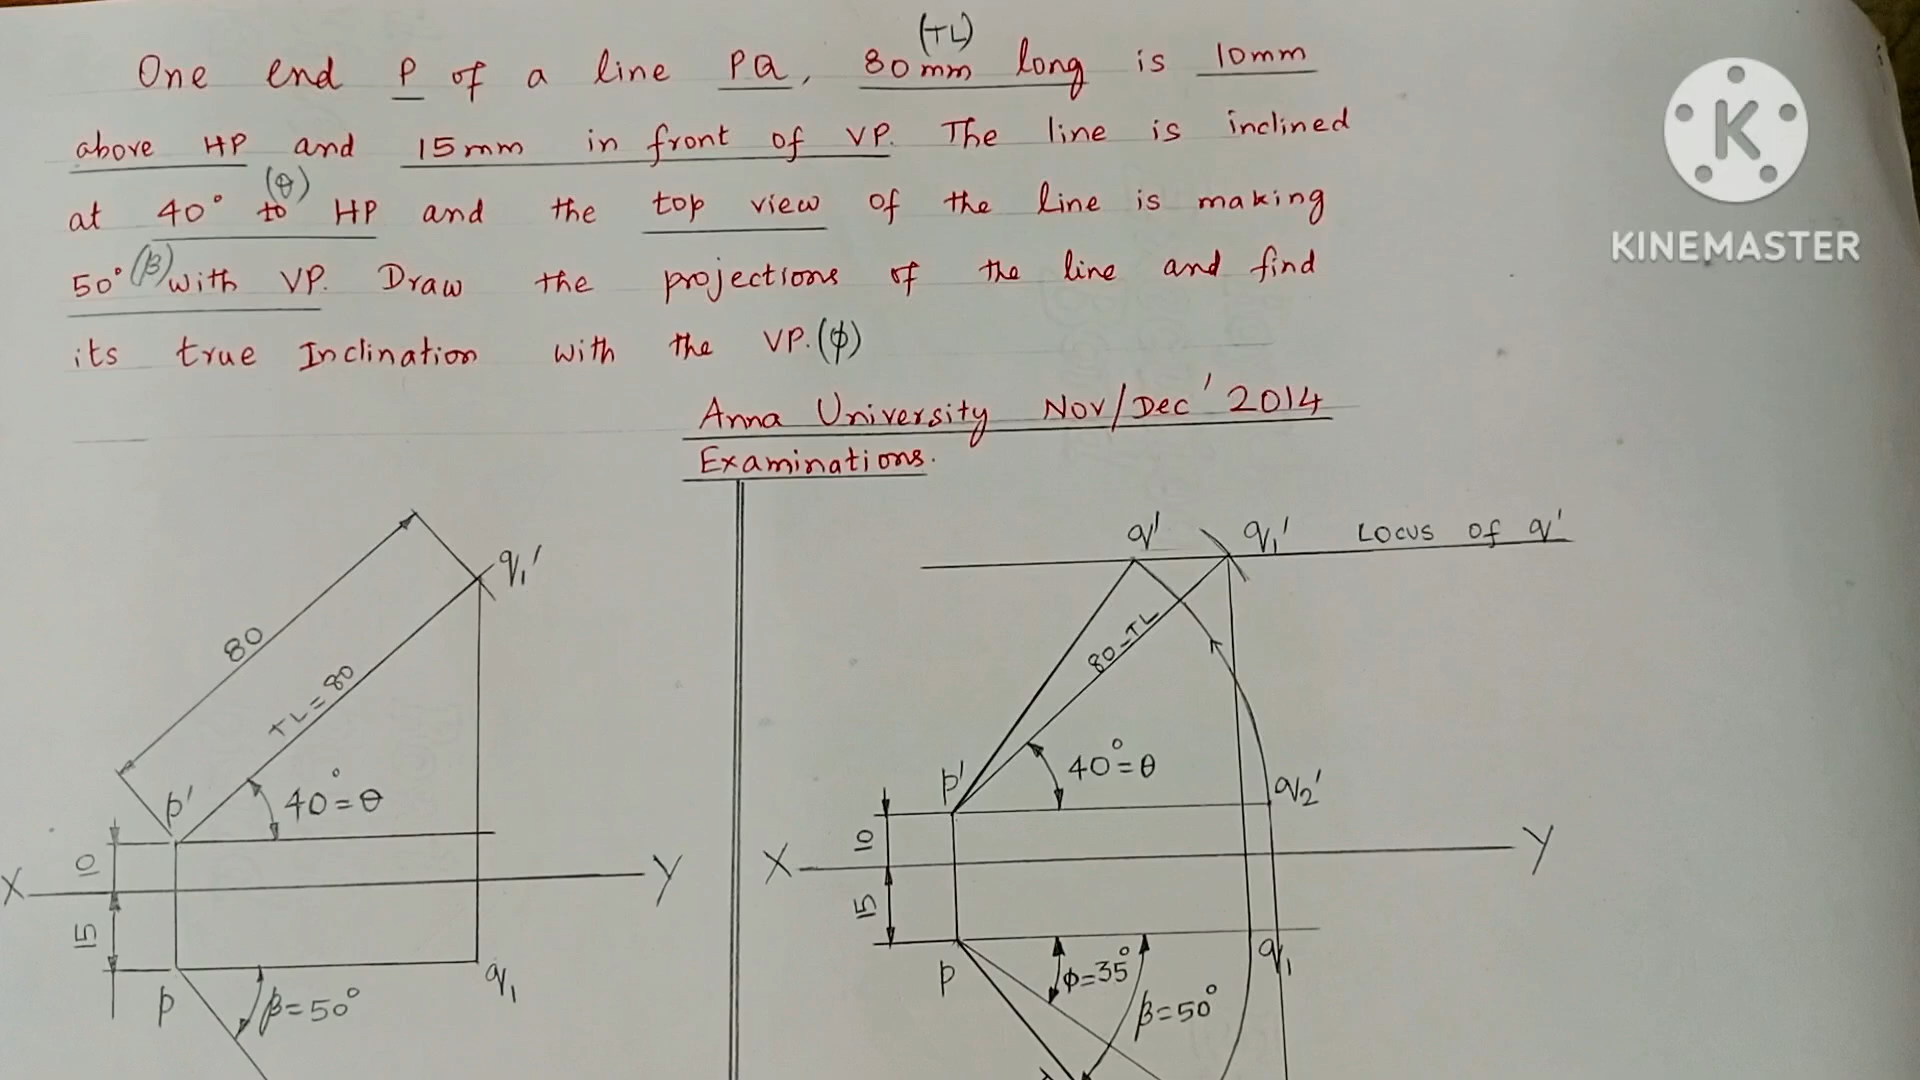 (TL)
One end P of a line PQ, 80mm long is 10mm
above HP and 15mm in front of VP. The line is inclined
(θ)
at 40° to HP and the top view of the line is making
50° (β) with VP. Draw the projections of the line and find
its true Inclination with the VP. (φ)
Anna University Nov/Dec' 2014
Examinations.
K
KINEMASTER
q₁'
80
TL=80
p'
40°=θ
10
X
Y
15
p
q₁
β=50°
q'
q₁'
Locus of q'
80=TL
p'
40°=θ
q₂'
10
X
Y
15
p
q₁
φ=35°
β=50°